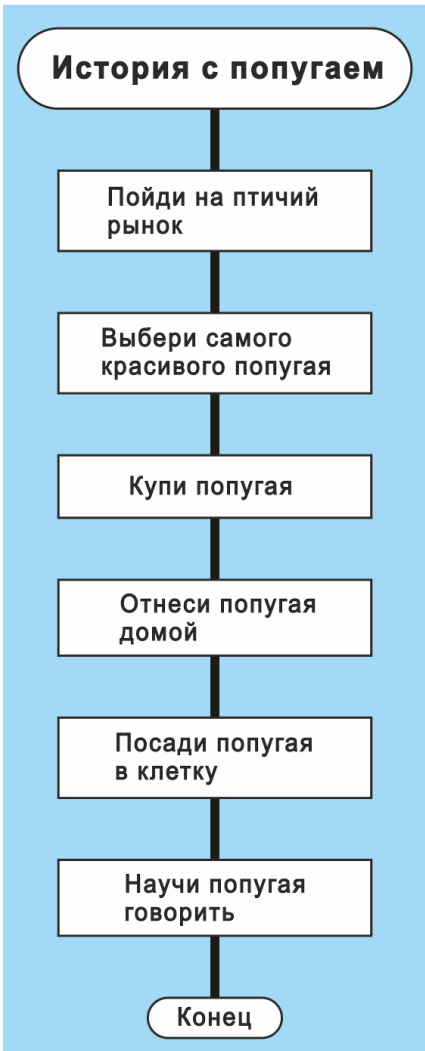 История с попугаем
Пойди на птичий
рынок
Выбери самого
красивого попугая
Купи попугая
Отнеси попугая
домой
Посади попугая
в клетку
Научи попугая
говорить
Конец